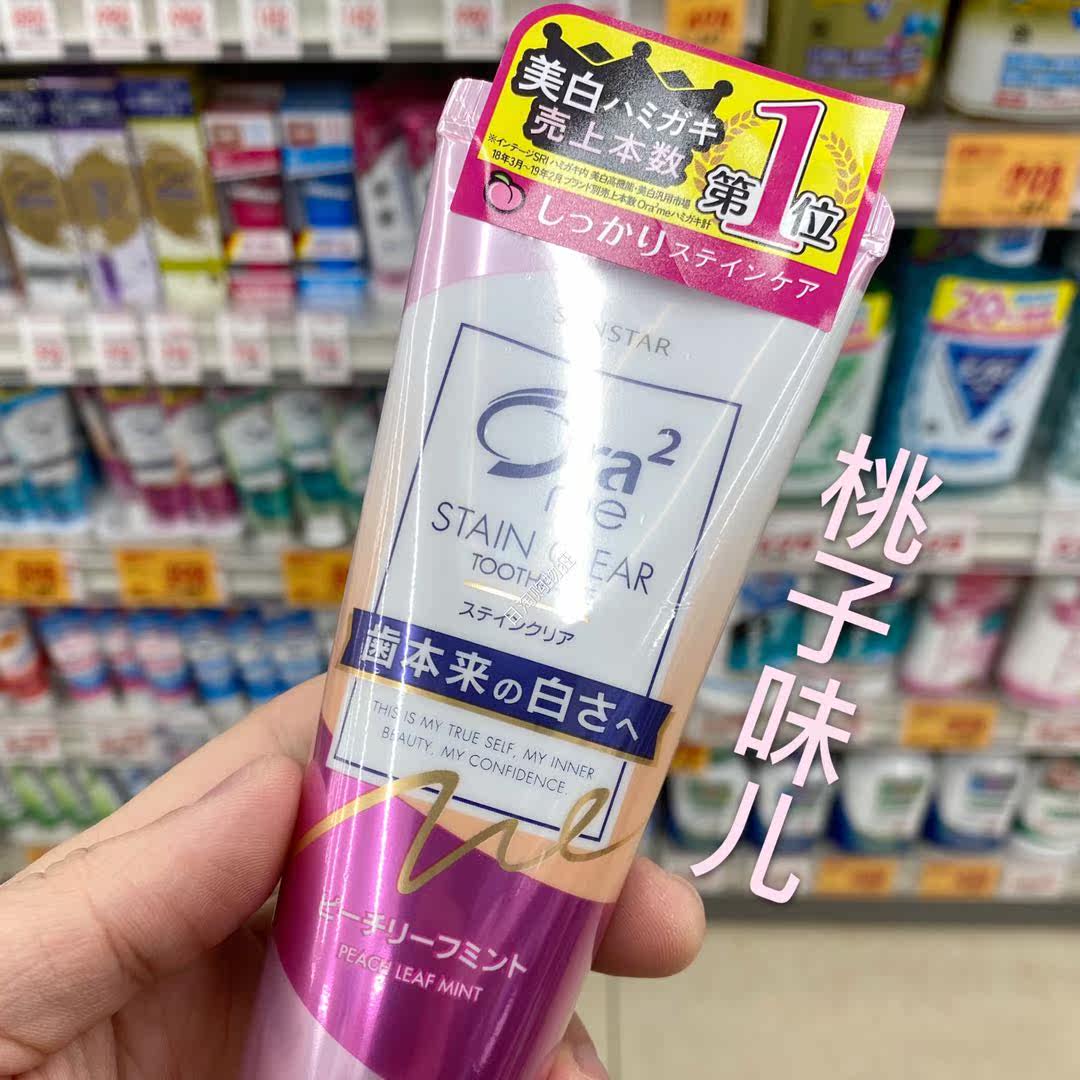 美白ハミガキ
売上本数
第1位
※インテージSRI ハミガキ内 美白高機能・美白汎用市場
18年3月~19年2月 ブランド別売上本数 Ora²meハミガキ計
しっかりステインケア
SUNSTAR
Ora²
me
STAIN CLEAR
ステインクリア
歯本来の白さへ
THIS IS MY TRUE SELF, MY INNER
BEAUTY, MY CONFIDENCE.
me
ピーチリーフミント
PEACH LEAF MINT
桃子味儿
20